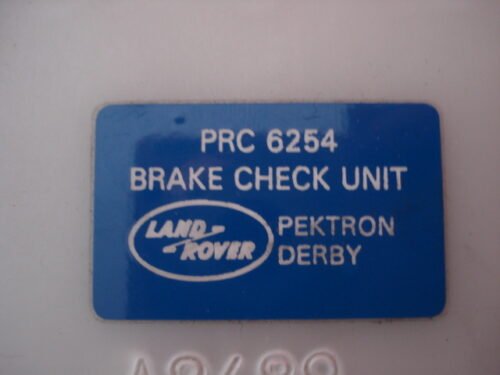 PRC 6254
BRAKE CHECK UNIT
LAND
ROVER
PEKTRON
DERBY